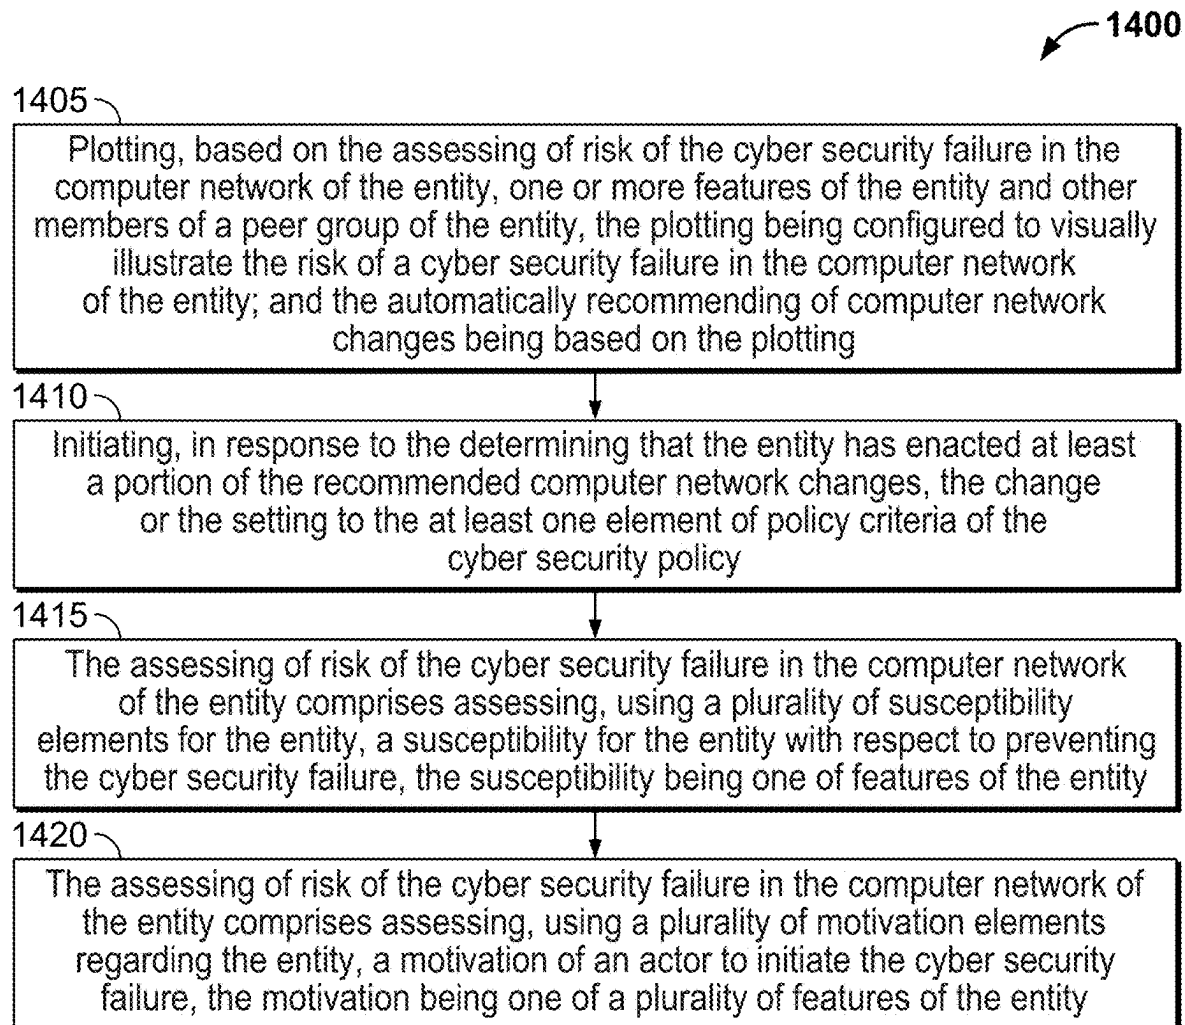 1400
1405
Plotting, based on the assessing of risk of the cyber security failure in the
computer network of the entity, one or more features of the entity and other
members of a peer group of the entity, the plotting being configured to visually
illustrate the risk of a cyber security failure in the computer network
of the entity; and the automatically recommending of computer network
changes being based on the plotting
1410
Initiating, in response to the determining that the entity has enacted at least
a portion of the recommended computer network changes, the change
or the setting to the at least one element of policy criteria of the
cyber security policy
1415
The assessing of risk of the cyber security failure in the computer network
of the entity comprises assessing, using a plurality of susceptibility
elements for the entity, a susceptibility for the entity with respect to preventing
the cyber security failure, the susceptibility being one of features of the entity
1420
The assessing of risk of the cyber security failure in the computer network of
the entity comprises assessing, using a plurality of motivation elements
regarding the entity, a motivation of an actor to initiate the cyber security
failure, the motivation being one of a plurality of features of the entity